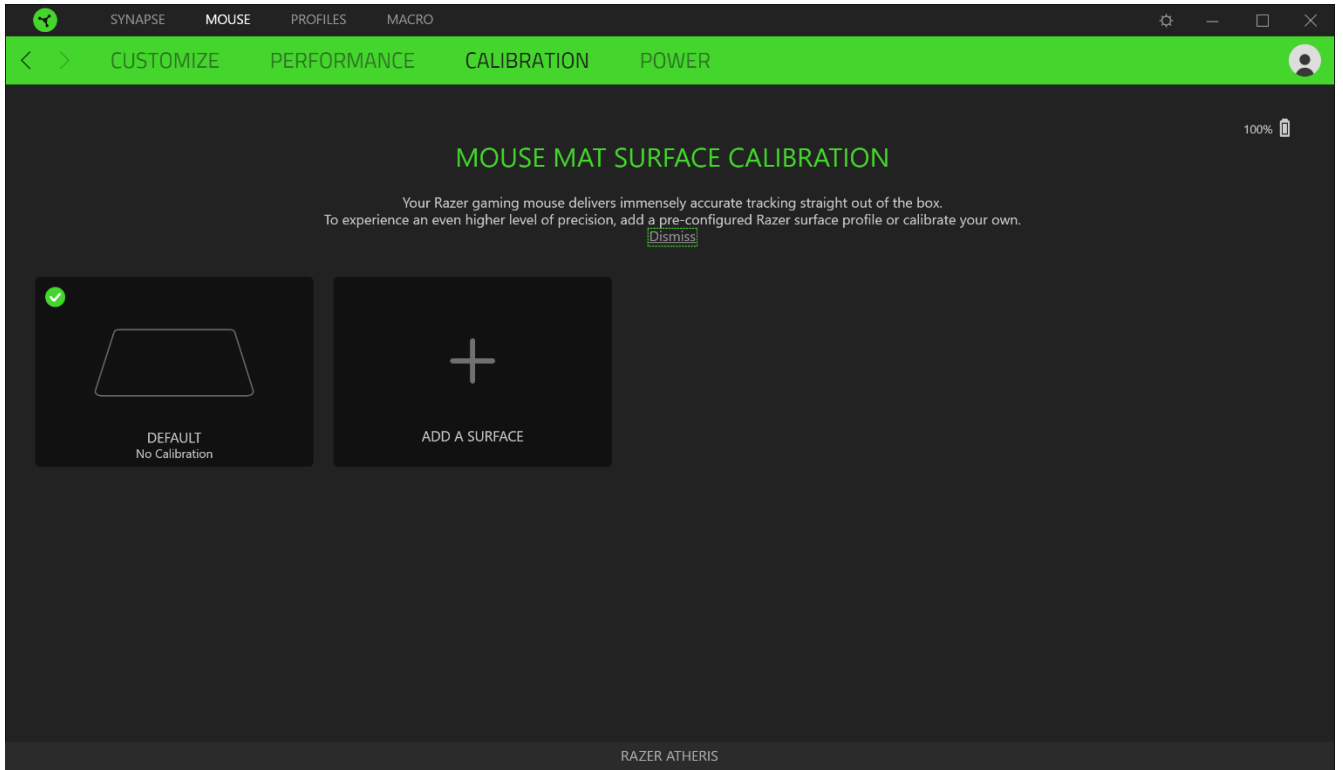 SYNAPSE MOUSE PROFILES MACRO
CUSTOMIZE PERFORMANCE CALIBRATION POWER
100%
MOUSE MAT SURFACE CALIBRATION
Your Razer gaming mouse delivers immensely accurate tracking straight out of the box.
To experience an even higher level of precision, add a pre-configured Razer surface profile or calibrate your own.
Dismiss
DEFAULT
No Calibration
ADD A SURFACE
RAZER ATHERIS